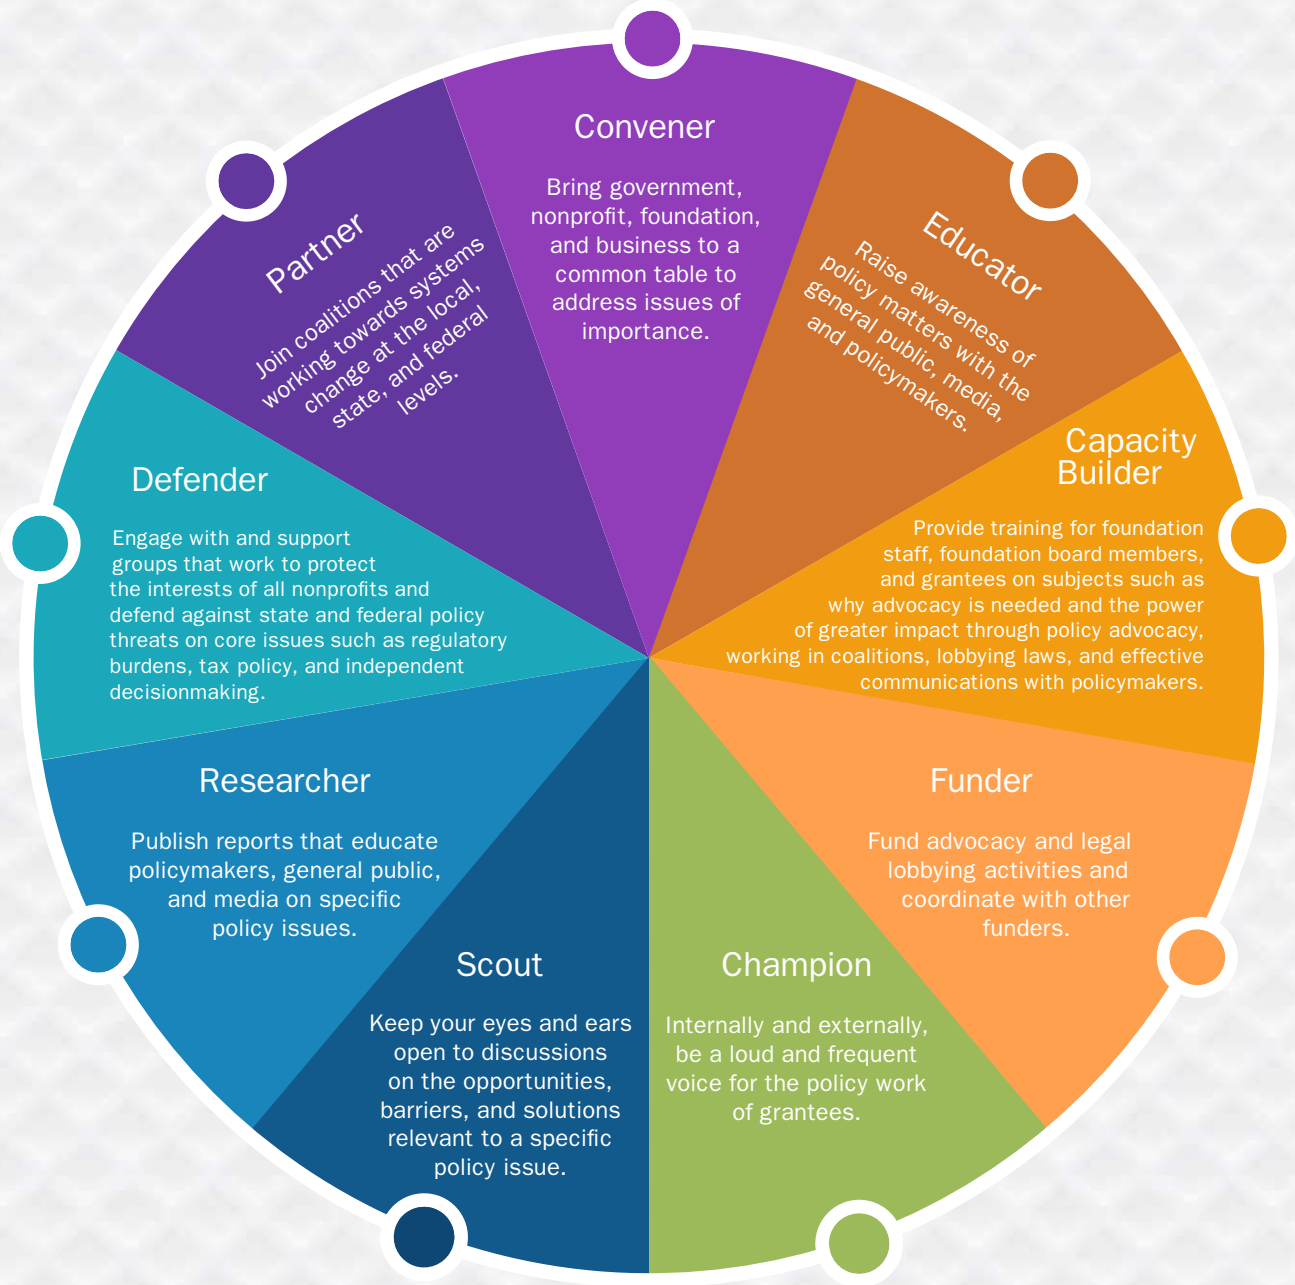 Convener
Bring government,
nonprofit, foundation,
and business to a
common table to
address issues of
importance.
Educator
Raise awareness of
policy matters with the
general public, media,
and policymakers.
Capacity
Builder
Provide training for foundation
staff, foundation board members,
and grantees on subjects such as
why advocacy is needed and the power
of greater impact through policy advocacy,
working in coalitions, lobbying laws, and effective
communications with policymakers.
Funder
Fund advocacy and legal
lobbying activities and
coordinate with other
funders.
Champion
Internally and externally,
be a loud and frequent
voice for the policy work
of grantees.
Scout
Keep your eyes and ears
open to discussions
on the opportunities,
barriers, and solutions
relevant to a specific
policy issue.
Researcher
Publish reports that educate
policymakers, general public,
and media on specific
policy issues.
Defender
Engage with and support
groups that work to protect
the interests of all nonprofits and
defend against state and federal policy
threats on core issues such as regulatory
burdens, tax policy, and independent
decisionmaking.
Partner
Join coalitions that are
working towards systems
change at the local,
state, and federal
levels.